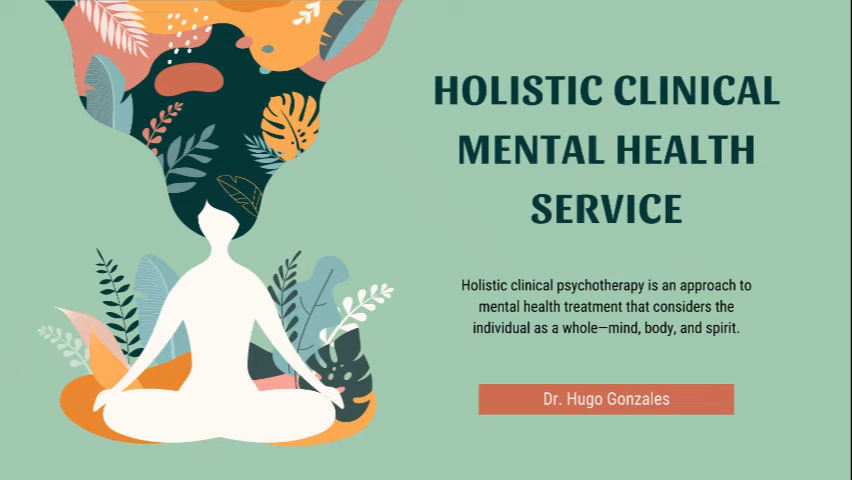 HOLISTIC CLINICAL
MENTAL HEALTH
SERVICE
Holistic clinical psychotherapy is an approach to
mental health treatment that considers the
individual as a whole—mind, body, and spirit.
Dr. Hugo Gonzales